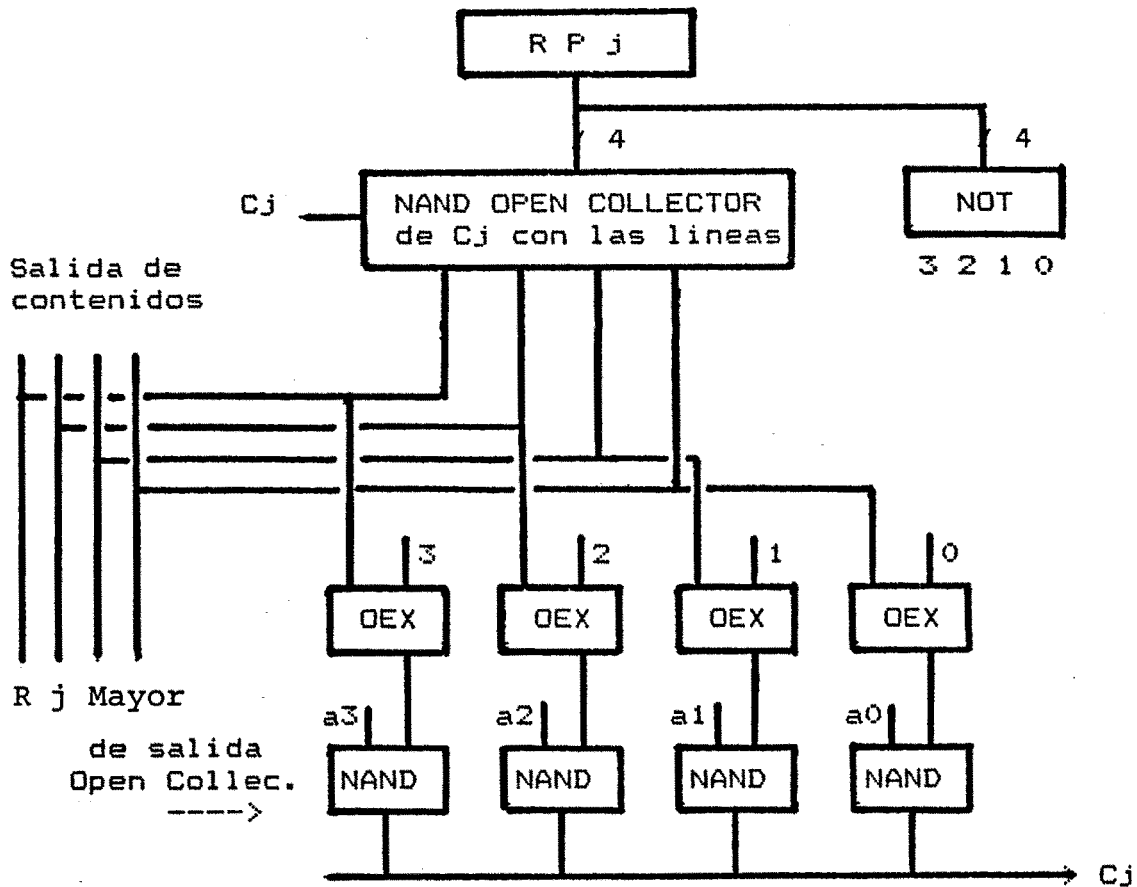 R P j
4
4
Cj
NAND OPEN COLLECTOR
de Cj con las lineas
NOT
3 2 1 0
Salida de
contenidos
3
2
1
0
OEX
OEX
OEX
OEX
R j Mayor
a3
a2
a1
a0
de salida
Open Collec.
---->
NAND
NAND
NAND
NAND
Cj